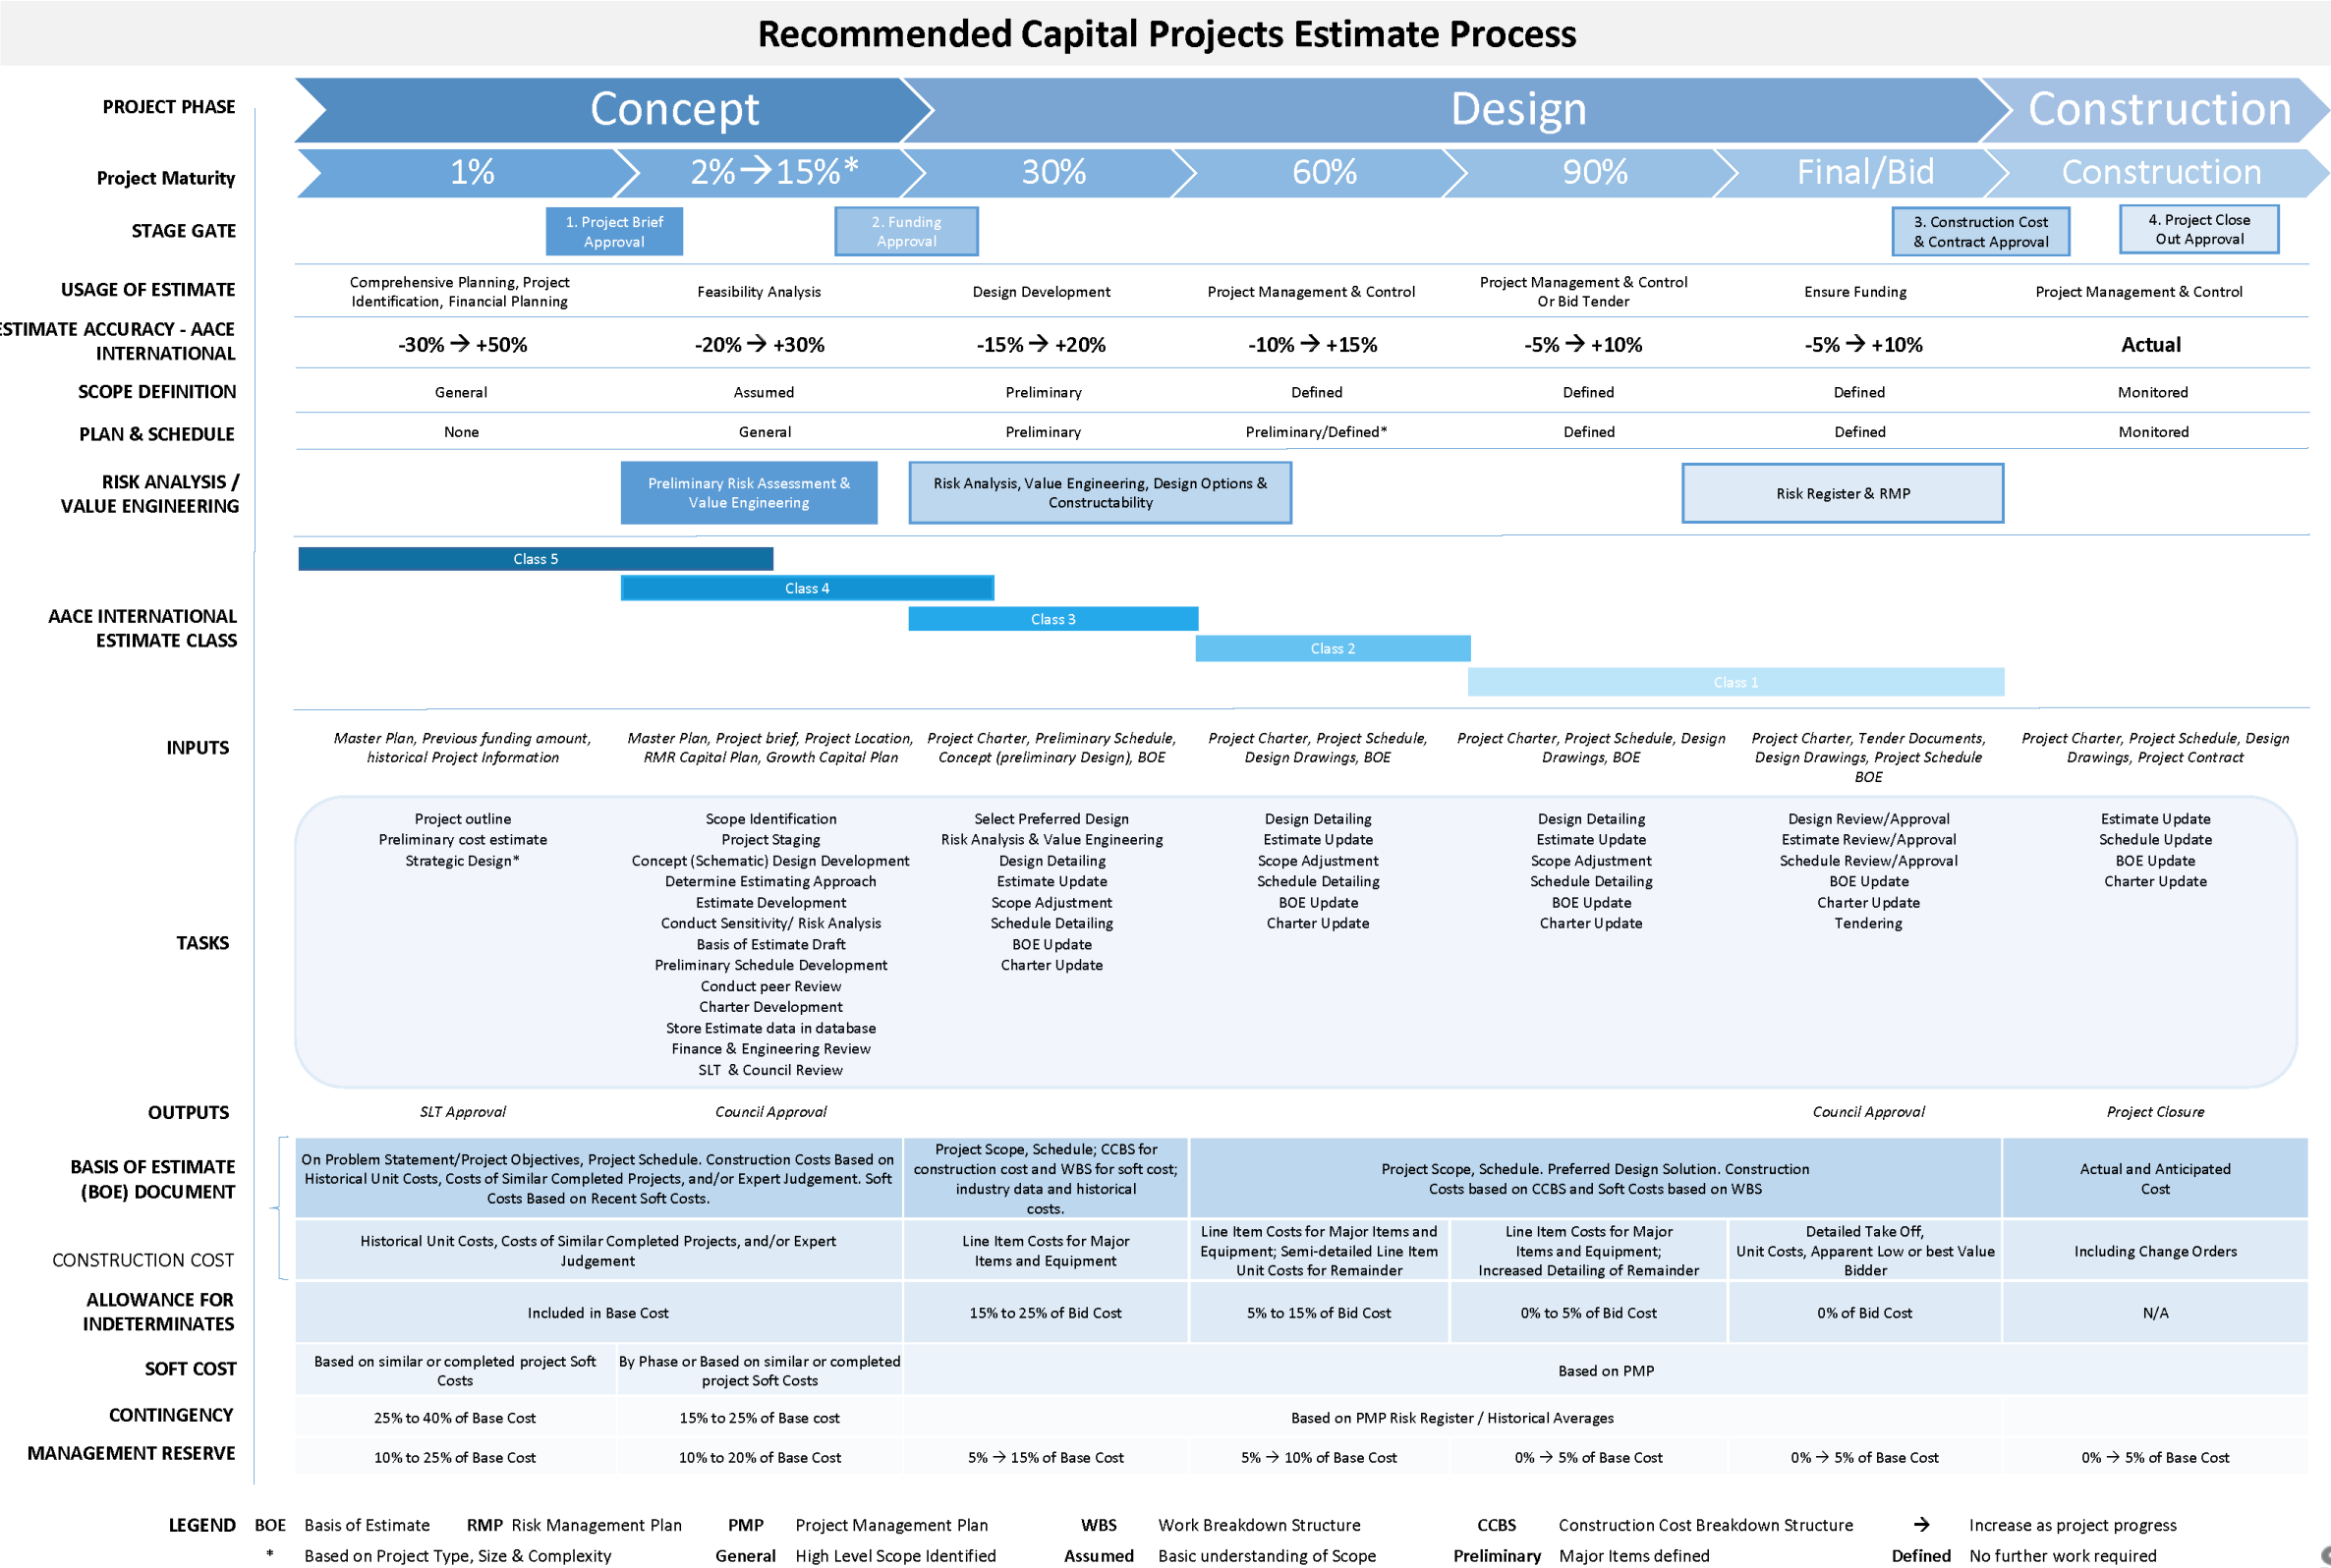 Recommended Capital Projects Estimate Process
PROJECT PHASE
Concept
Design
Construction
Project Maturity
1%
2%→15%*
30%
60%
90%
Final/Bid
Construction
STAGE GATE
1. Project Brief
Approval
2. Funding
Approval
3. Construction Cost
& Contract Approval
4. Project Close
Out Approval
USAGE OF ESTIMATE
Comprehensive Planning, Project
Identification, Financial Planning
Feasibility Analysis
Design Development
Project Management & Control
Project Management & Control
Or Bid Tender
Ensure Funding
Project Management & Control
ESTIMATE ACCURACY - AACE
INTERNATIONAL
-30% → +50%
-20% → +30%
-15% → +20%
-10% → +15%
-5% → +10%
-5% → +10%
Actual
SCOPE DEFINITION
General
Assumed
Preliminary
Defined
Defined
Defined
Monitored
PLAN & SCHEDULE
None
General
Preliminary
Preliminary/Defined*
Defined
Defined
Monitored
RISK ANALYSIS /
VALUE ENGINEERING
Preliminary Risk Assessment &
Value Engineering
Risk Analysis, Value Engineering, Design Options &
Constructability
Risk Register & RMP
AACE INTERNATIONAL
ESTIMATE CLASS
Class 5
Class 4
Class 3
Class 2
Class 1
INPUTS
Master Plan, Previous funding amount,
historical Project Information
Master Plan, Project brief, Project Location,
RMR Capital Plan, Growth Capital Plan
Project Charter, Preliminary Schedule,
Concept (preliminary Design), BOE
Project Charter, Project Schedule,
Design Drawings, BOE
Project Charter, Project Schedule, Design
Drawings, BOE
Project Charter, Tender Documents,
Design Drawings, Project Schedule
BOE
Project Charter, Project Schedule, Design
Drawings, Project Contract
TASKS
Project outline
Preliminary cost estimate
Strategic Design*
Scope Identification
Project Staging
Concept (Schematic) Design Development
Determine Estimating Approach
Estimate Development
Conduct Sensitivity/ Risk Analysis
Basis of Estimate Draft
Preliminary Schedule Development
Conduct peer Review
Charter Development
Store Estimate data in database
Finance & Engineering Review
SLT & Council Review
Select Preferred Design
Risk Analysis & Value Engineering
Design Detailing
Estimate Update
Scope Adjustment
Schedule Detailing
BOE Update
Charter Update
Design Detailing
Estimate Update
Scope Adjustment
Schedule Detailing
BOE Update
Charter Update
Design Detailing
Estimate Update
Scope Adjustment
Schedule Detailing
BOE Update
Charter Update
Design Review/Approval
Estimate Review/Approval
Schedule Review/Approval
BOE Update
Charter Update
Tendering
Estimate Update
Schedule Update
BOE Update
Charter Update
OUTPUTS
SLT Approval
Council Approval
Council Approval
Project Closure
BASIS OF ESTIMATE
(BOE) DOCUMENT
On Problem Statement/Project Objectives, Project Schedule. Construction Costs Based on
Historical Unit Costs, Costs of Similar Completed Projects, and/or Expert Judgement. Soft
Costs Based on Recent Soft Costs.
Project Scope, Schedule; CCBS for
construction cost and WBS for soft cost;
industry data and historical
costs.
Project Scope, Schedule. Preferred Design Solution. Construction
Costs based on CCBS and Soft Costs based on WBS
Actual and Anticipated
Cost
CONSTRUCTION COST
Historical Unit Costs, Costs of Similar Completed Projects, and/or Expert
Judgement
Line Item Costs for Major
Items and Equipment
Line Item Costs for Major Items and
Equipment; Semi-detailed Line Item
Unit Costs for Remainder
Line Item Costs for Major
Items and Equipment;
Increased Detailing of Remainder
Detailed Take Off,
Unit Costs, Apparent Low or best Value
Bidder
Including Change Orders
ALLOWANCE FOR
INDETERMINATES
Included in Base Cost
15% to 25% of Bid Cost
5% to 15% of Bid Cost
0% to 5% of Bid Cost
0% of Bid Cost
N/A
SOFT COST
Based on similar or completed project Soft
Costs
By Phase or Based on similar or completed
project Soft Costs
Based on PMP
CONTINGENCY
25% to 40% of Base Cost
15% to 25% of Base cost
Based on PMP Risk Register / Historical Averages
MANAGEMENT RESERVE
10% to 25% of Base Cost
10% to 20% of Base Cost
5% → 15% of Base Cost
5% → 10% of Base Cost
0% → 5% of Base Cost
0% → 5% of Base Cost
0% → 5% of Base Cost
LEGEND
BOE Basis of Estimate
RMP Risk Management Plan
PMP Project Management Plan
WBS Work Breakdown Structure
CCBS Construction Cost Breakdown Structure
→ Increase as project progress
* Based on Project Type, Size & Complexity
General High Level Scope Identified
Assumed Basic understanding of Scope
Preliminary Major Items defined
Defined No further work required